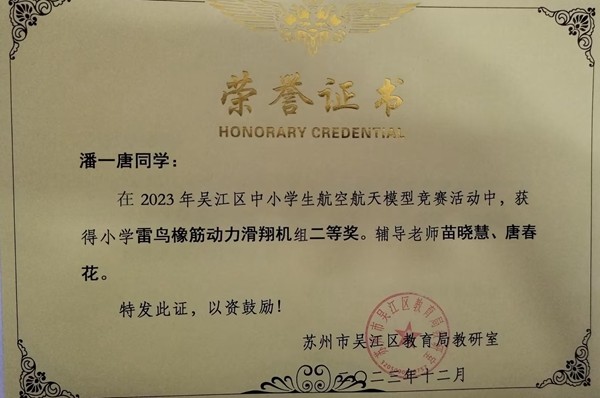 荣誉证书
HONORARY CREDENTIAL
潘一唐同学：
在 2023 年吴江区中小学生航空航天模型竞赛活动中，获
得小学雷鸟橡筋动力滑翔机组二等奖。辅导老师苗晓慧、唐春
花。
特发此证，以资鼓励！
苏州市吴江区教育局教研室
二〇二三年十二月